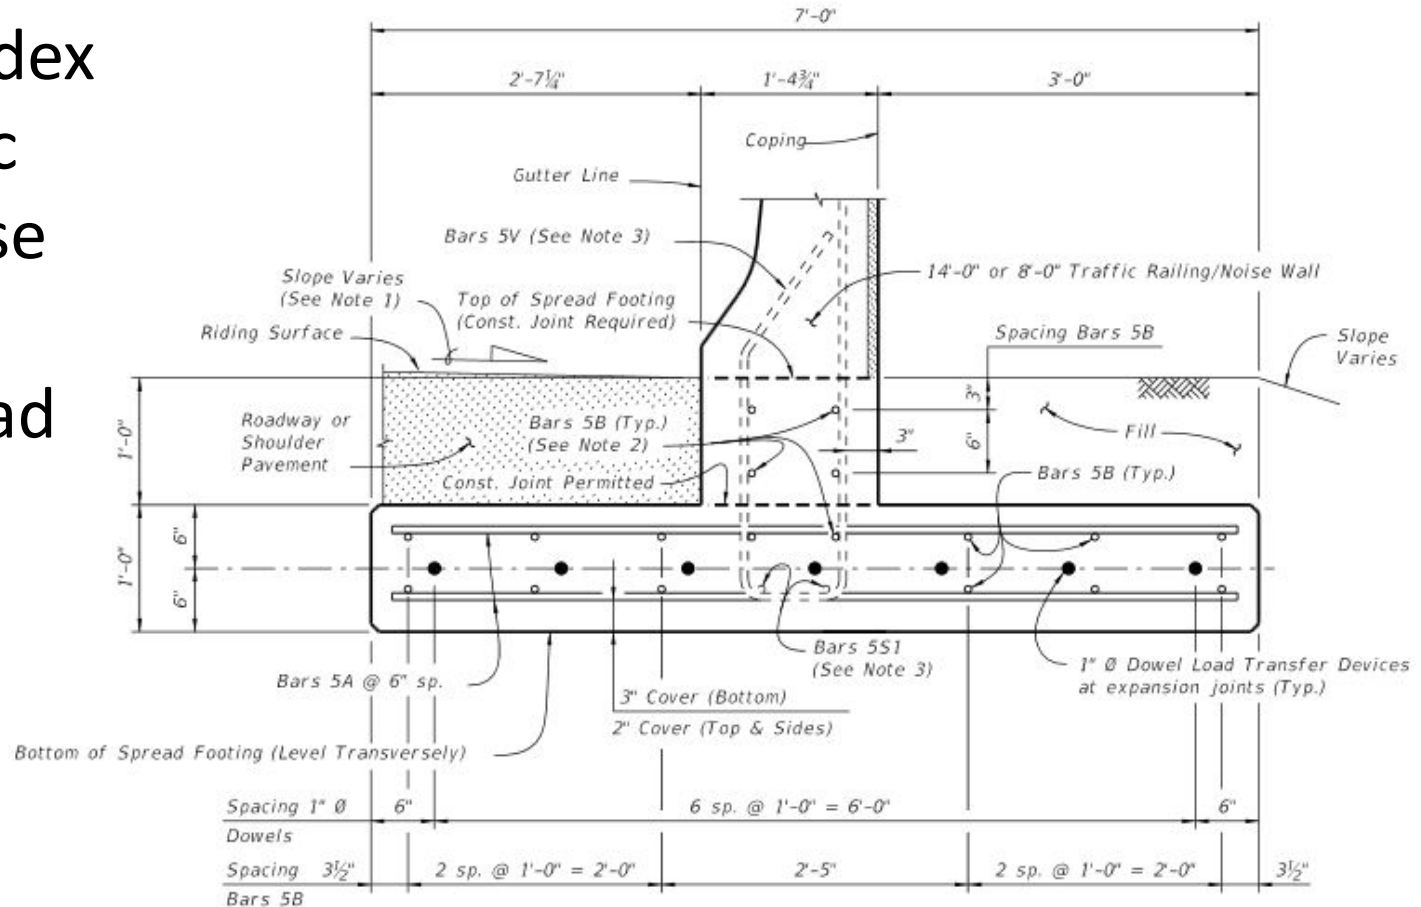 dex
c
se
ad
7'-0"
2'-7¼"
1'-4¾"
3'-0"
Coping
Gutter Line
Bars 5V (See Note 3)
14'-0" or 8'-0" Traffic Railing/Noise Wall
Slope Varies
(See Note 1)
Top of Spread Footing
(Const. Joint Required)
Riding Surface
Spacing Bars 5B
Slope
Varies
3"
Roadway or
Shoulder
Pavement
Bars 5B (Typ.)
(See Note 2)
3"
6"
Fill
1'-0"
Const. Joint Permitted
Bars 5B (Typ.)
6"
1'-0"
6"
Bars 5S1
(See Note 3)
1" Ø Dowel Load Transfer Devices
at expansion joints (Typ.)
Bars 5A @ 6" sp.
3" Cover (Bottom)
2" Cover (Top & Sides)
Bottom of Spread Footing (Level Transversely)
Spacing 1" Ø
Dowels
6"
6 sp. @ 1'-0" = 6'-0"
6"
Spacing
Bars 5B
3½"
2 sp. @ 1'-0" = 2'-0"
2'-5"
2 sp. @ 1'-0" = 2'-0"
3½"